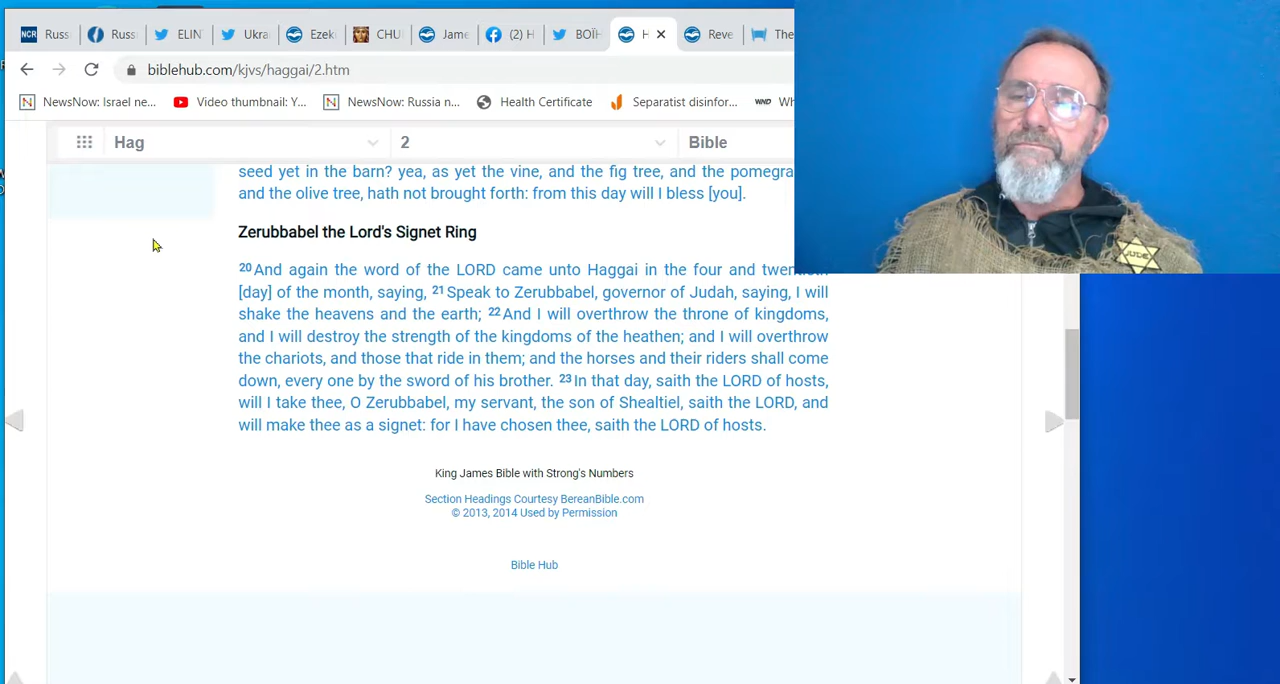 NCR Russ Russ ELIN Ukra Ezek CHU Jame (2) H BOÏH H Reve The
biblehub.com/kjvs/haggai/2.htm
NewsNow: Israel ne... Video thumbnail: Y... NewsNow: Russia n... Health Certificate Separatist disinfor... WND Wh
Hag 2 Bible
seed yet in the barn? yea, as yet the vine, and the fig tree, and the pomegra
and the olive tree, hath not brought forth: from this day will I bless [you].
Zerubbabel the Lord's Signet Ring
20And again the word of the LORD came unto Haggai in the four and twentieth
[day] of the month, saying, 21Speak to Zerubbabel, governor of Judah, saying, I will
shake the heavens and the earth; 22And I will overthrow the throne of kingdoms,
and I will destroy the strength of the kingdoms of the heathen; and I will overthrow
the chariots, and those that ride in them; and the horses and their riders shall come
down, every one by the sword of his brother. 23In that day, saith the LORD of hosts,
will I take thee, O Zerubbabel, my servant, the son of Shealtiel, saith the LORD, and
will make thee as a signet: for I have chosen thee, saith the LORD of hosts.
King James Bible with Strong's Numbers
Section Headings Courtesy BereanBible.com
© 2013, 2014 Used by Permission
Bible Hub
JUDE